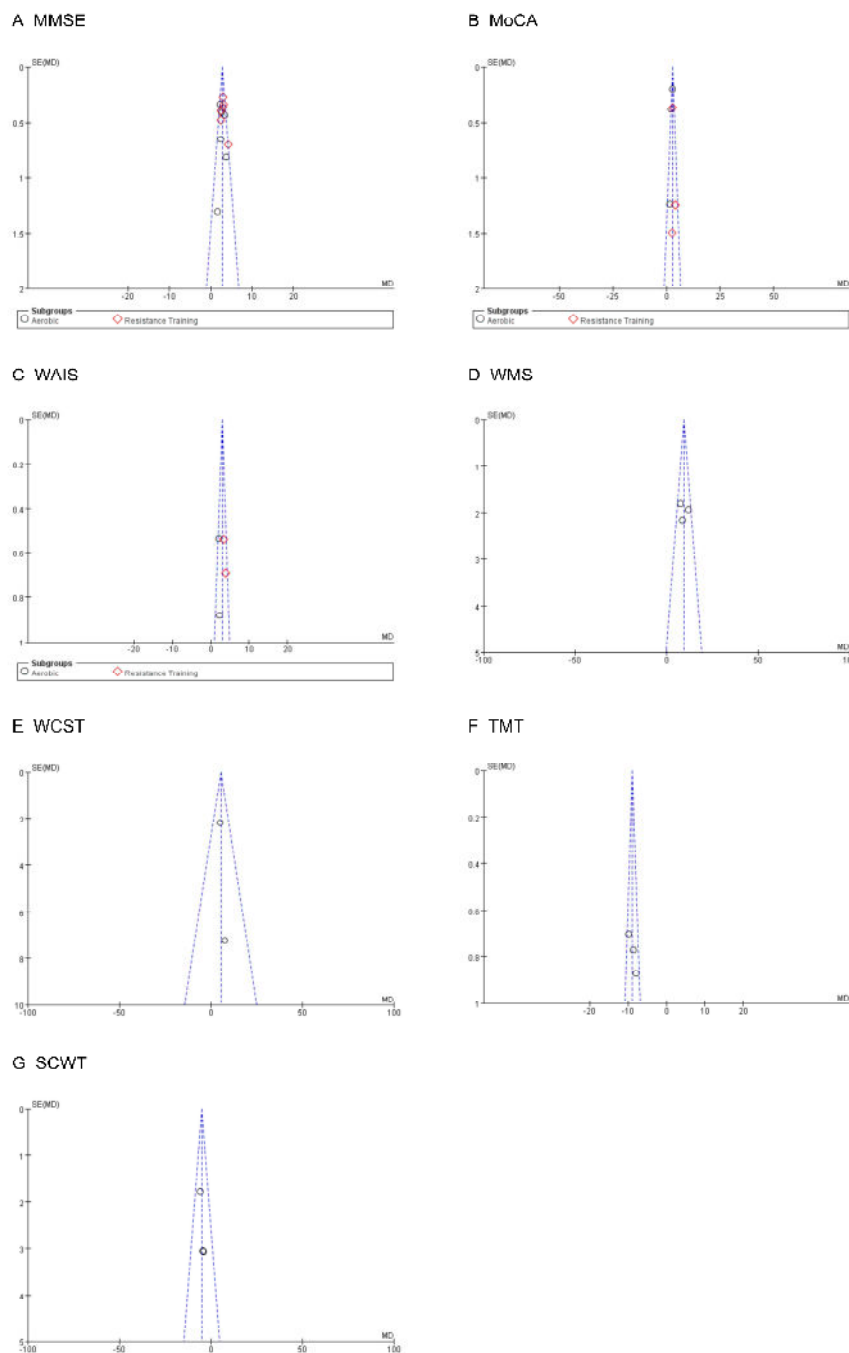 A MMSE
SE(MD)
0
0.5
1
1.5
2
-20 -10 0 10 20
MD
Subgroups
Aerobic Resistance Training
B MoCA
SE(MD)
0
0.5
1
1.5
2
-50 -25 0 25 50
MD
Subgroups
Aerobic Resistance Training
C WAIS
SE(MD)
0
0.2
0.4
0.6
0.8
1
-20 -10 0 10 20
MD
Subgroups
Aerobic Resistance Training
D WMS
SE(MD)
0
1
2
3
4
5
-100 -50 0 50
E WCST
SE(MD)
0
2
4
6
8
10
-100 -50 0 50 100
MD
F TMT
SE(MD)
0
0.2
0.4
0.6
0.8
1
-20 -10 0 10 20
MD
G SCWT
SE(MD)
0
1
2
3
4
5
-100 -50 0 50 100
MD